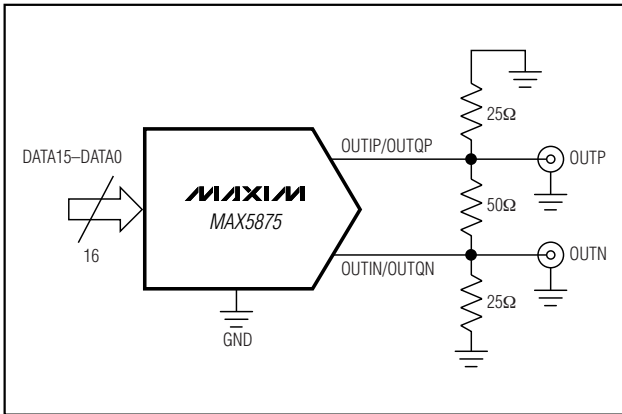 25Ω
DATA15–DATA0
OUTIP/OUTQP
OUTP
MAXIM
MAX5875
50Ω
16
OUTIN/OUTQN
OUTN
25Ω
GND